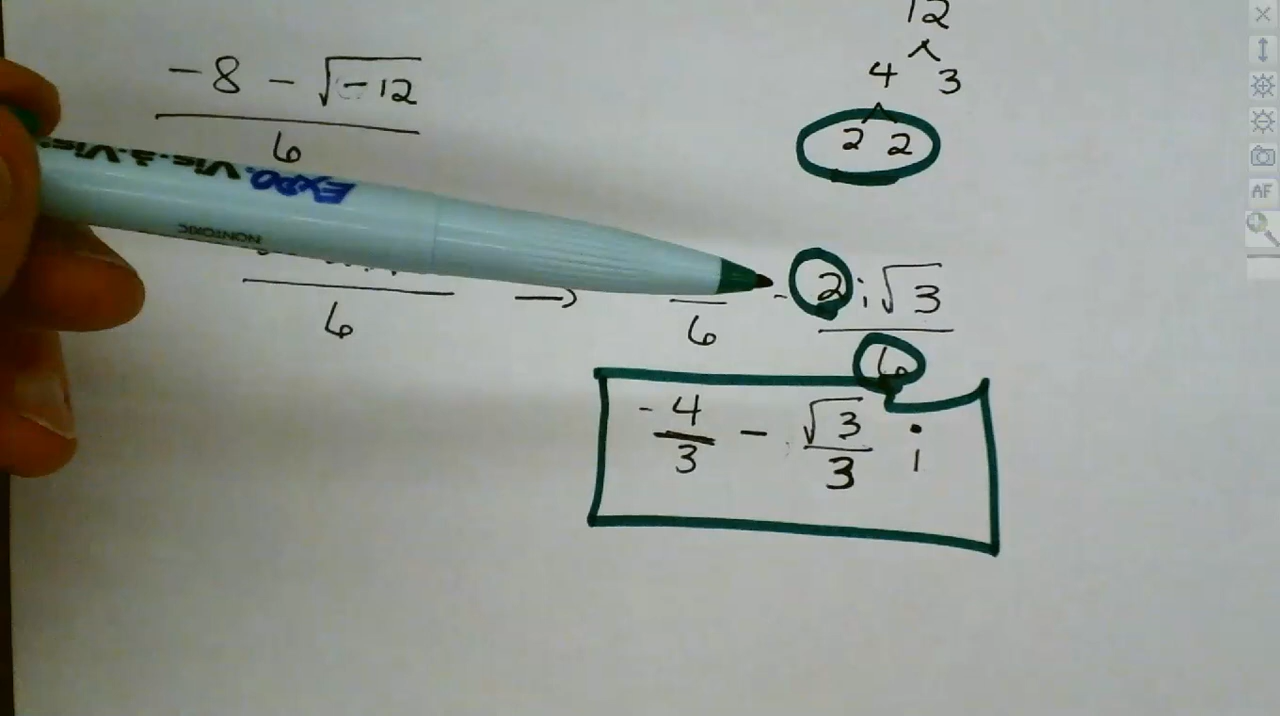 12
4 3
2 2
-8 - √-12
6
EXPO. Vis.à.Vis.
NONTOXIC
- 2i√3
6
6
6
-4/3 - √3/3 i
AF